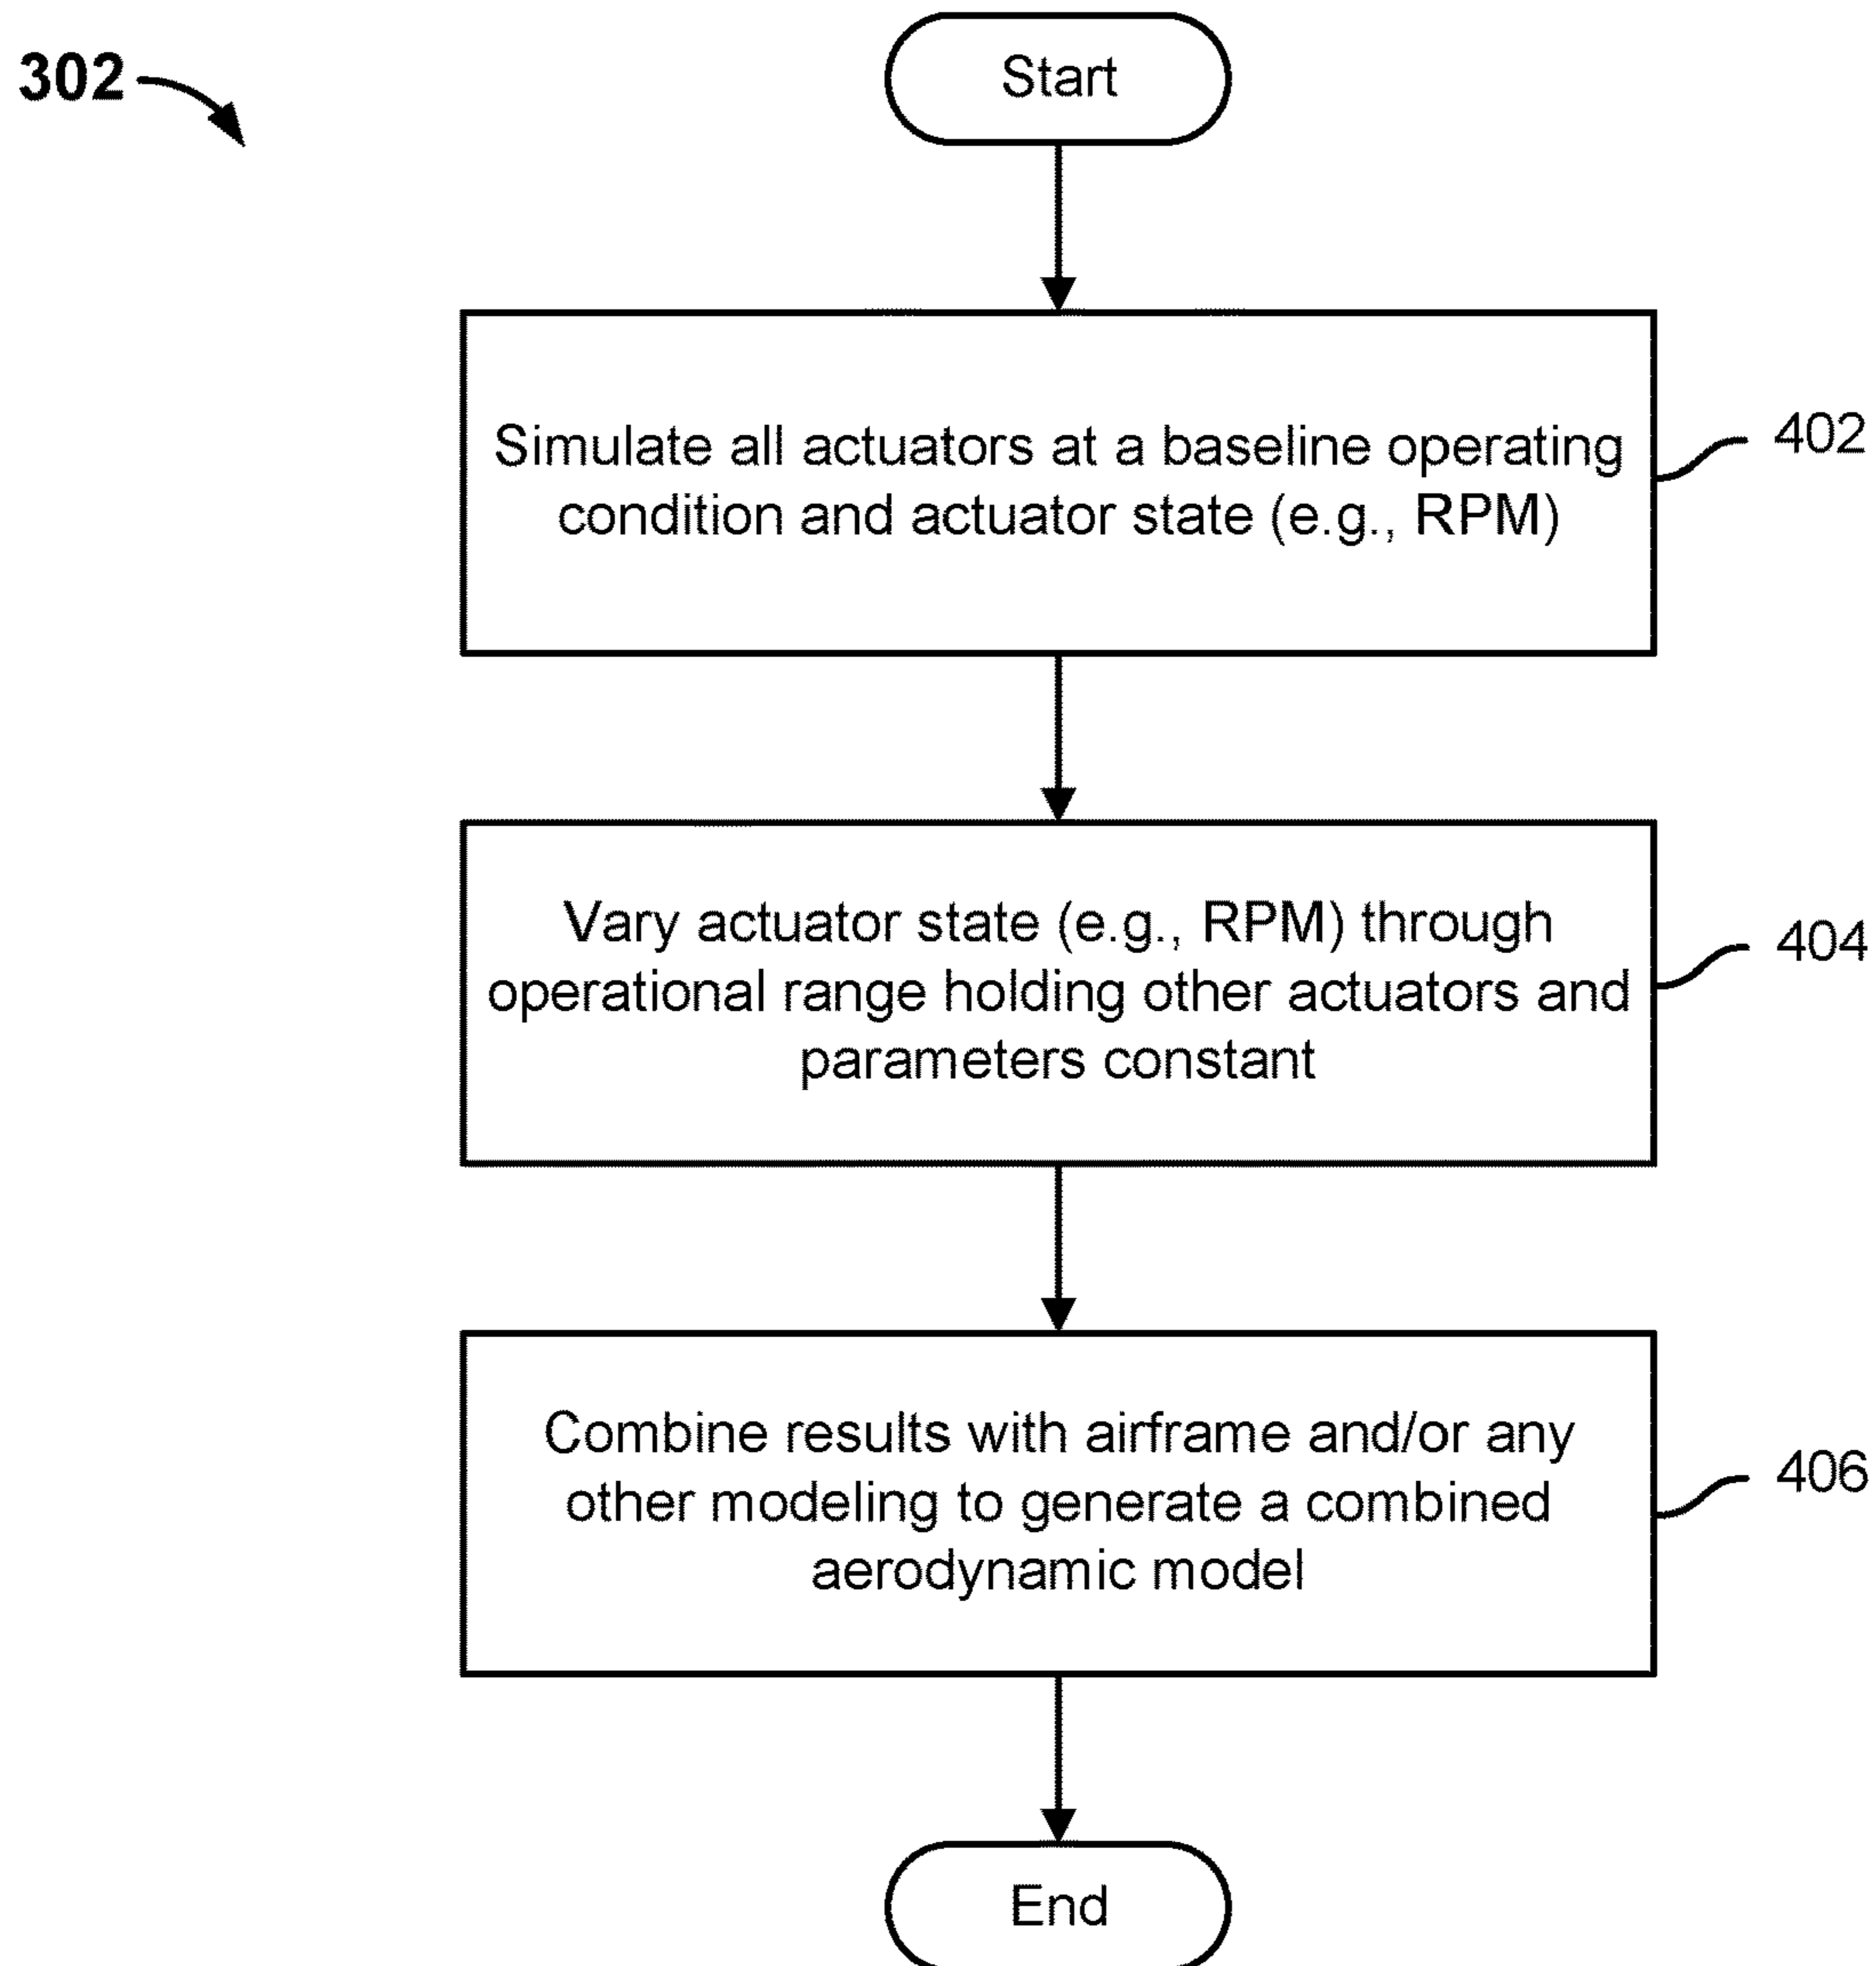 302
Start
Simulate all actuators at a baseline operating
condition and actuator state (e.g., RPM)
402
Vary actuator state (e.g., RPM) through
operational range holding other actuators and
parameters constant
404
Combine results with airframe and/or any
other modeling to generate a combined
aerodynamic model
406
End